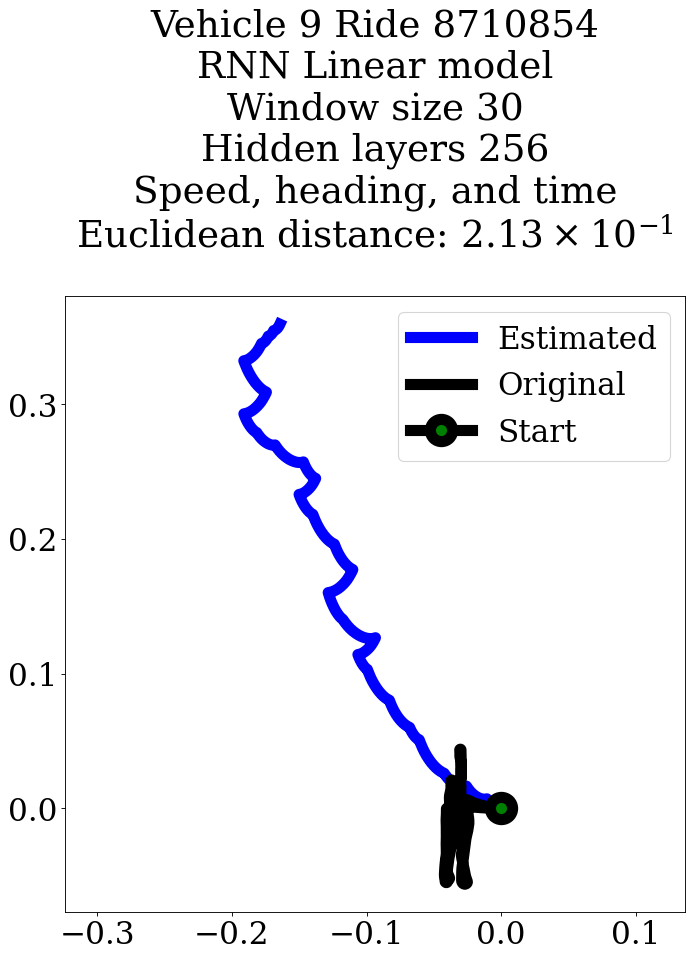 Vehicle 9 Ride 8710854
RNN Linear model
Window size 30
Hidden layers 256
Speed, heading, and time
Euclidean distance: 2.13 × 10⁻¹
Estimated
Original
Start
0.3
0.2
0.1
0.0
−0.3 −0.2 −0.1 0.0 0.1